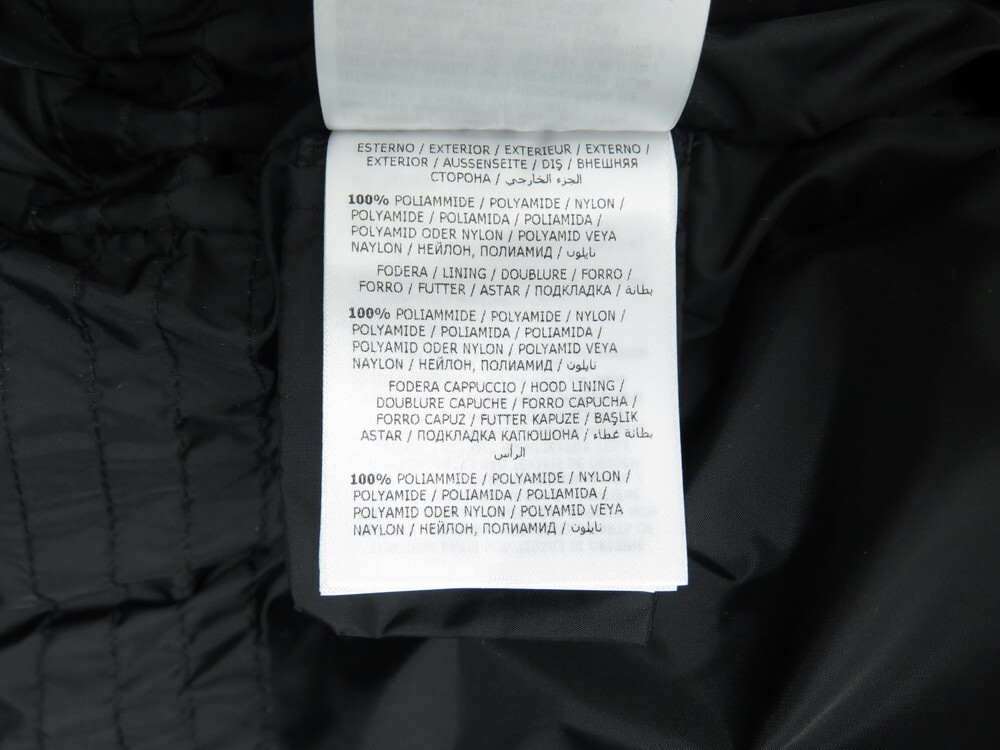 ESTERNO / EXTERIOR / EXTERIEUR / EXTERNO /
EXTERIOR / AUSSENSEITE / DIŞ / ВНЕШНЯЯ
СТОРОНА / الجزء الخارجي
100% POLIAMMIDE / POLYAMIDE / NYLON /
POLYAMIDE / POLIAMIDA / POLIAMIDA /
POLYAMID ODER NYLON / POLYAMID VEYA
NAYLON / НЕЙЛОН, ПОЛИАМИД / نايلون
FODERA / LINING / DOUBLURE / FORRO /
FORRO / FUTTER / ASTAR / ПОДКЛАДКА / بطانة
100% POLIAMMIDE / POLYAMIDE / NYLON /
POLYAMIDE / POLIAMIDA / POLIAMIDA /
POLYAMID ODER NYLON / POLYAMID VEYA
NAYLON / НЕЙЛОН, ПОЛИАМИД / نايلون
FODERA CAPPUCCIO / HOOD LINING /
DOUBLURE CAPUCHE / FORRO CAPUCHA /
FORRO CAPUZ / FUTTER KAPUZE / BAŞLIK
ASTAR / ПОДКЛАДКА КАПЮШОНА / بطانة غطاء
الرأس
100% POLIAMMIDE / POLYAMIDE / NYLON /
POLYAMIDE / POLIAMIDA / POLIAMIDA /
POLYAMID ODER NYLON / POLYAMID VEYA
NAYLON / НЕЙЛОН, ПОЛИАМИД / نايلون